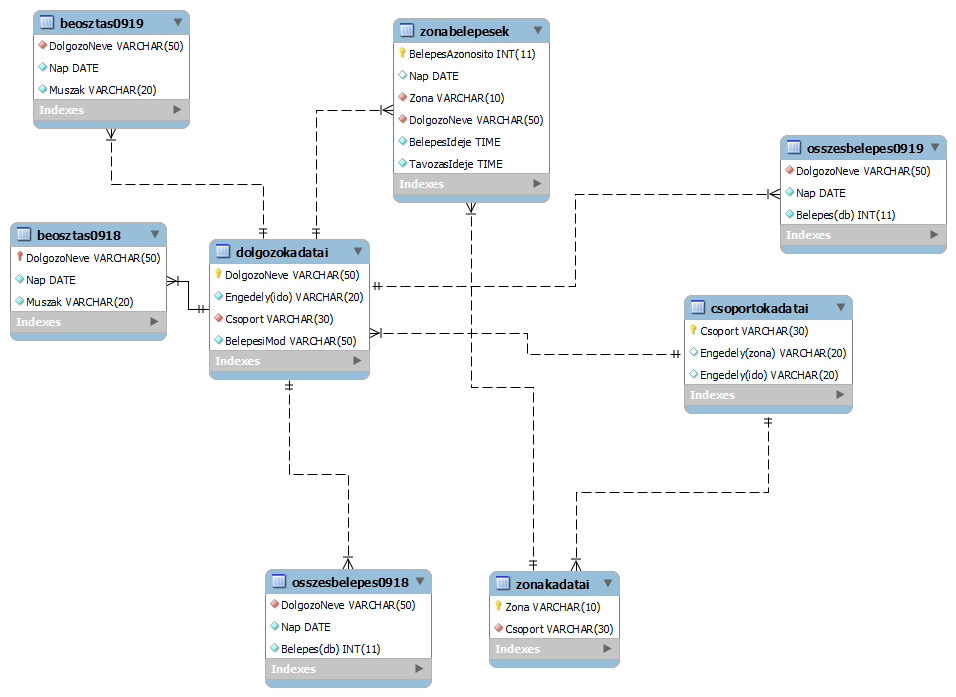 beosztas0919
DolgozoNeve VARCHAR(50)
Nap DATE
Muszak VARCHAR(20)
Indexes
zonabelepesek
BelepesAzonosito INT(11)
Nap DATE
Zona VARCHAR(10)
DolgozoNeve VARCHAR(50)
BelepesIdeje TIME
TavozasIdeje TIME
Indexes
osszesbelepes0919
DolgozoNeve VARCHAR(50)
Nap DATE
Belepes(db) INT(11)
Indexes
beosztas0918
DolgozoNeve VARCHAR(50)
Nap DATE
Muszak VARCHAR(20)
Indexes
dolgozokadatai
DolgozoNeve VARCHAR(50)
Engedely(ido) VARCHAR(20)
Csoport VARCHAR(30)
BelepesiMod VARCHAR(50)
Indexes
csoportokadatai
Csoport VARCHAR(30)
Engedely(zona) VARCHAR(20)
Engedely(ido) VARCHAR(20)
Indexes
osszesbelepes0918
DolgozoNeve VARCHAR(50)
Nap DATE
Belepes(db) INT(11)
Indexes
zonakadatai
Zona VARCHAR(10)
Csoport VARCHAR(30)
Indexes